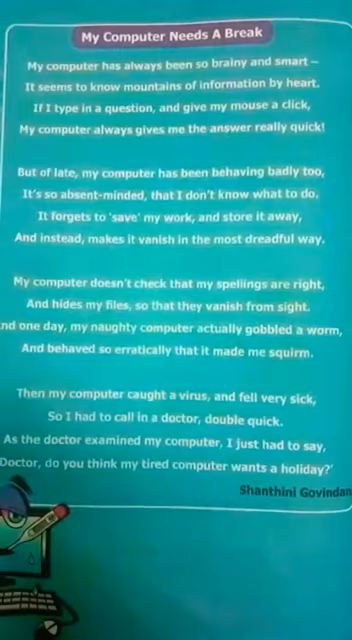 My Computer Needs A Break
My computer has always been so brainy and smart –
It seems to know mountains of information by heart.
If I type in a question, and give my mouse a click,
My computer always gives me the answer really quick!
But of late, my computer has been behaving badly too,
It's so absent-minded, that I don't know what to do.
It forgets to 'save' my work, and store it away,
And instead, makes it vanish in the most dreadful way.
My computer doesn't check that my spellings are right,
And hides my files, so that they vanish from sight.
nd one day, my naughty computer actually gobbled a worm,
And behaved so erratically that it made me squirm.
Then my computer caught a virus, and fell very sick,
So I had to call in a doctor, double quick.
As the doctor examined my computer, I just had to say,
Doctor, do you think my tired computer wants a holiday?'
Shanthini Govindan